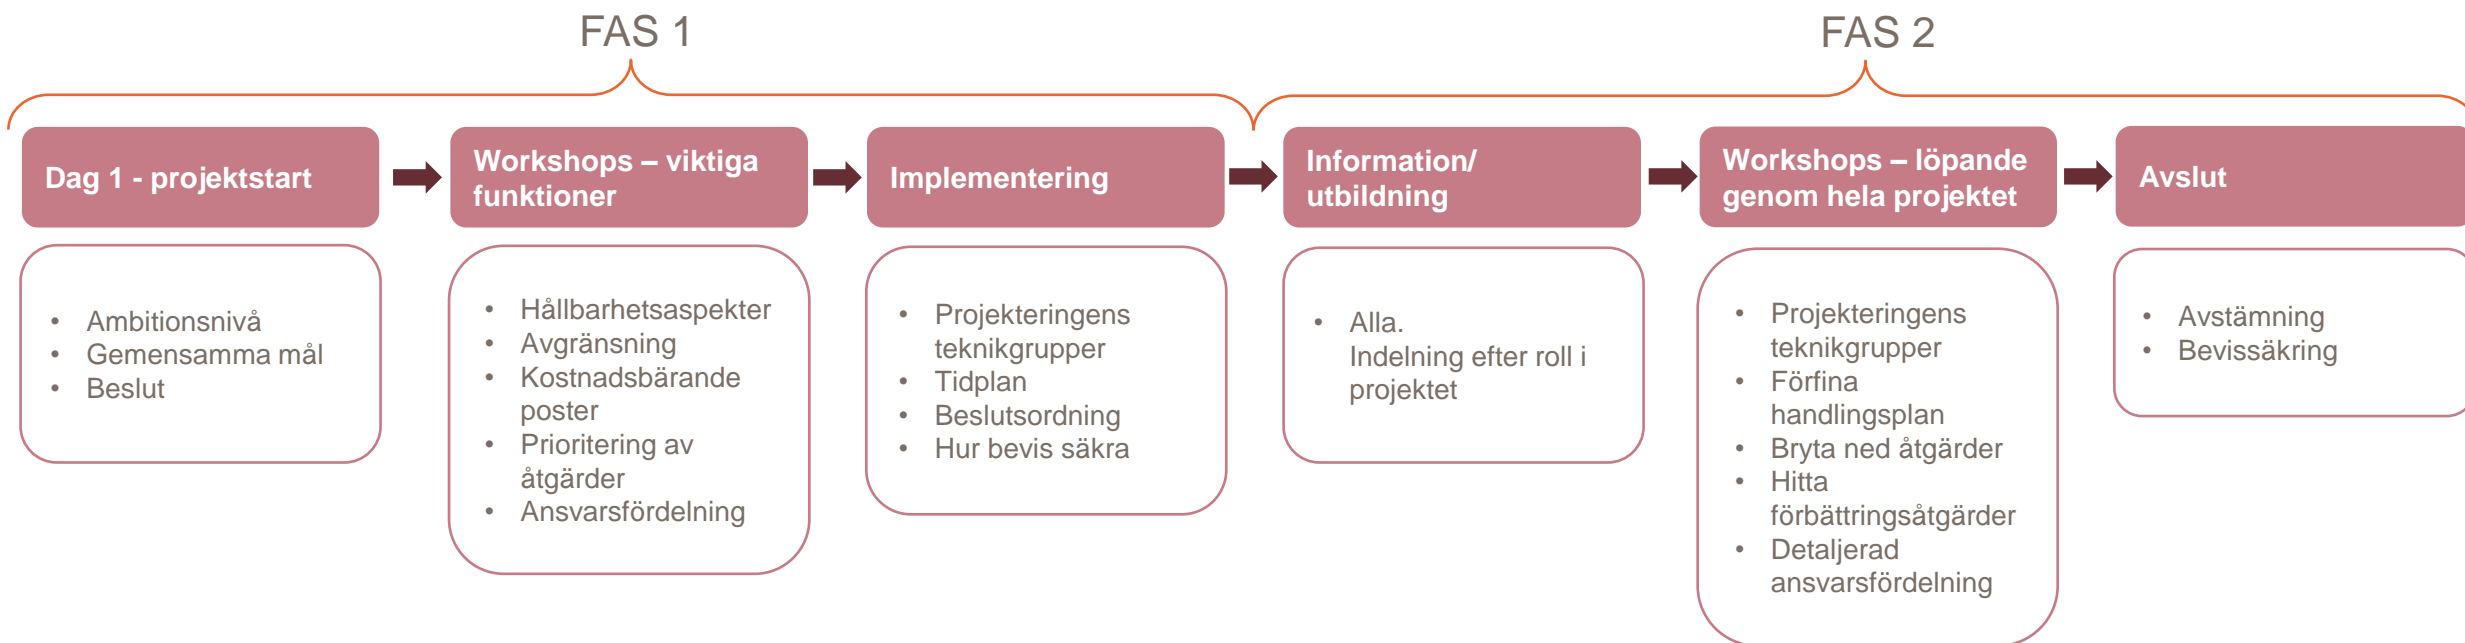 FAS 1
FAS 2
Dag 1 - projektstart
Workshops – viktiga
funktioner
Implementering
Information/
utbildning
Workshops – löpande
genom hela projektet
Avslut
• Ambitionsnivå
• Gemensamma mål
• Beslut
• Hållbarhetsaspekter
• Avgränsning
• Kostnadsbärande
poster
• Prioritering av
åtgärder
• Ansvarsfördelning
• Projekteringens
teknikgrupper
• Tidplan
• Beslutsordning
• Hur bevis säkra
• Alla.
Indelning efter roll i
projektet
• Projekteringens
teknikgrupper
• Förfina
handlingsplan
• Bryta ned åtgärder
• Hitta
förbättringsåtgärder
• Detaljerad
ansvarsfördelning
• Avstämning
• Bevissäkring